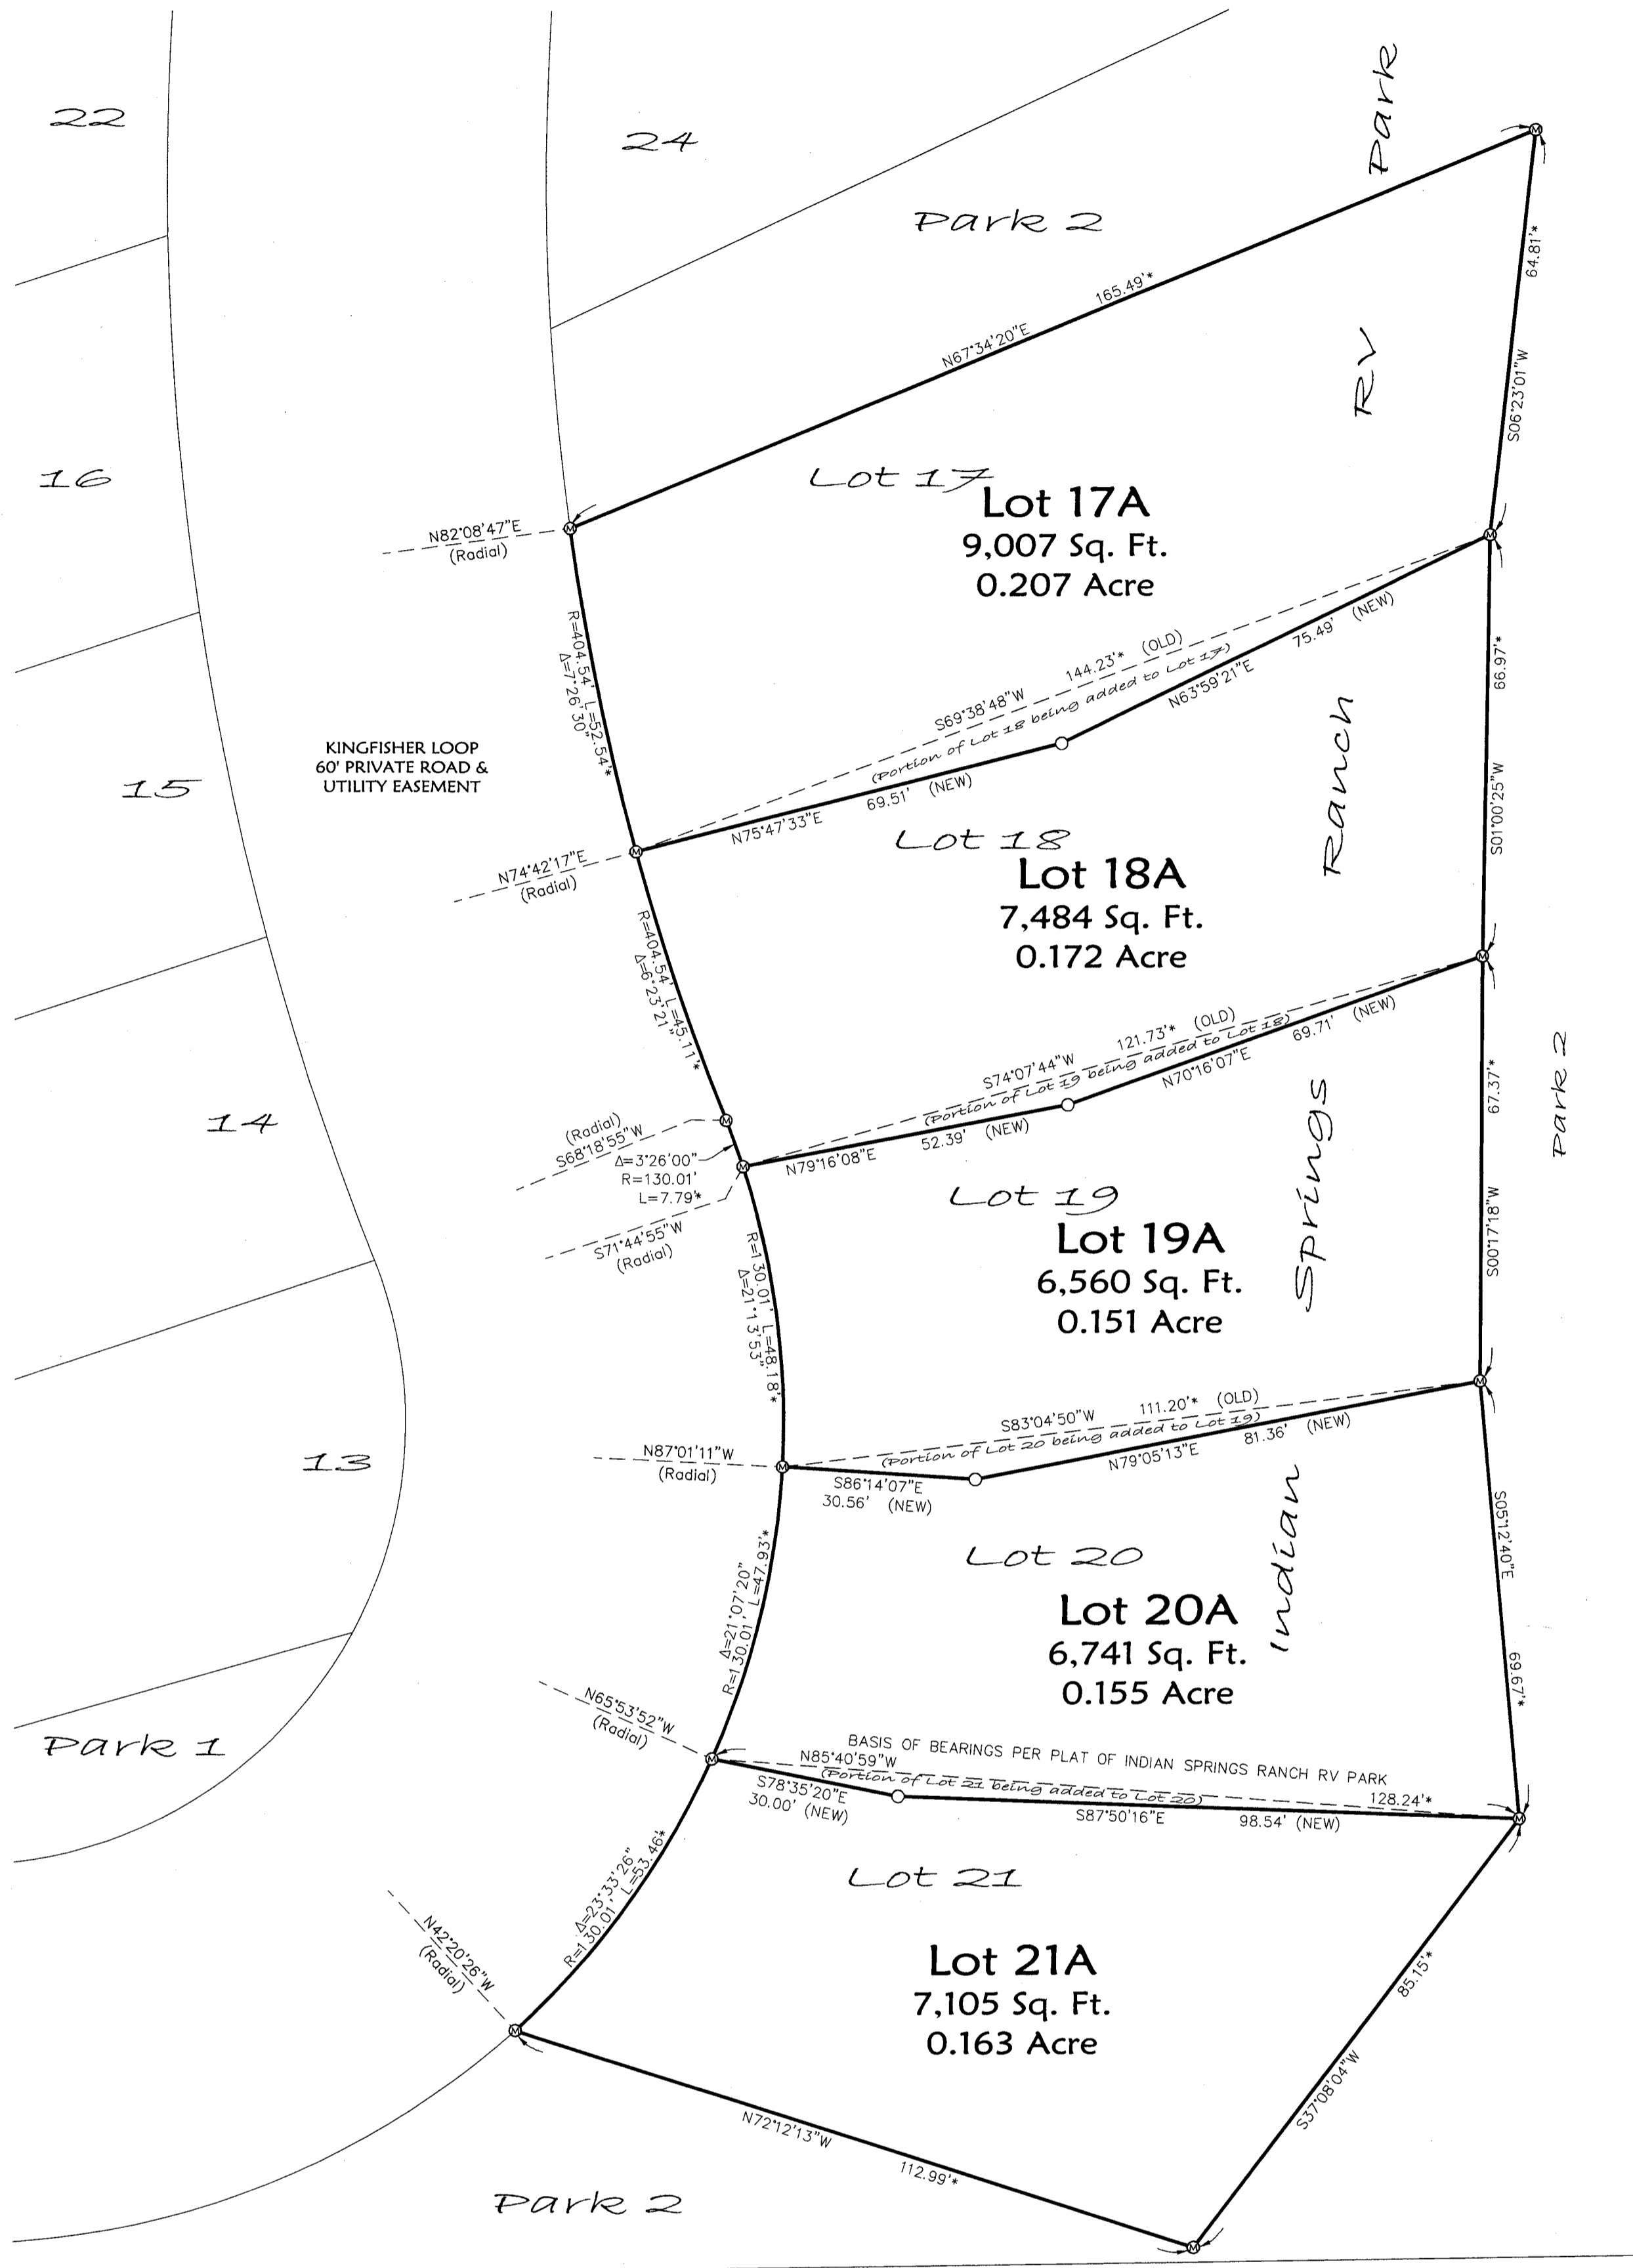 22
24
Park 2
Park
165.49'*
N67°34'20"E
64.81'*
S06°23'01"W
RV
16
Lot 17
Lot 17A
9,007 Sq. Ft.
0.207 Acre
N82°08'47"E
(Radial)
R=404.54' L=52.54'*
Δ=7°26'30"
S69°38'48"W 144.23'* (OLD)
(Portion of Lot 18 being added to Lot 17)
N63°59'21"E
75.49' (NEW)
66.97'*
S01°00'25"W
KINGFISHER LOOP
60' PRIVATE ROAD &
UTILITY EASEMENT
15
N75°47'33"E
69.51' (NEW)
Ranch
N74°42'17"E
(Radial)
Lot 18
Lot 18A
7,484 Sq. Ft.
0.172 Acre
R=404.54' L=45.11'*
Δ=6°23'21"
S74°07'44"W 121.73'* (OLD)
(Portion of Lot 19 being added to Lot 18)
N70°16'07"E
69.71' (NEW)
67.37'*
S00°17'18"W
Park 2
14
(Radial)
S68°18'55"W
Δ=3°26'00"
R=130.01'
L=7.79'*
S71°44'55"W
(Radial)
N79°16'08"E
52.39' (NEW)
Springs
Lot 19
Lot 19A
6,560 Sq. Ft.
0.151 Acre
R=130.01' L=48.18'*
Δ=21°13'53"
S83°04'50"W 111.20'* (OLD)
(Portion of Lot 20 being added to Lot 19)
N79°05'13"E
81.36' (NEW)
13
N87°01'11"W
(Radial)
S86°14'07"E
30.56' (NEW)
Indian
S05°12'40"E
69.67'*
Lot 20
Lot 20A
6,741 Sq. Ft.
0.155 Acre
Δ=21°07'20"
R=130.01' L=47.93'*
N65°53'52"W
(Radial)
Park 1
BASIS OF BEARINGS PER PLAT OF INDIAN SPRINGS RANCH RV PARK
N85°40'59"W
128.24'*
(Portion of Lot 21 being added to Lot 20)
S78°35'20"E
30.00' (NEW)
S87°50'16"E
98.54' (NEW)
Lot 21
Lot 21A
7,105 Sq. Ft.
0.163 Acre
Δ=23°33'26"
R=130.01' L=53.46'*
N42°20'26"W
(Radial)
85.15'*
S37°08'04"W
N72°12'13"W
112.99'*
Park 2